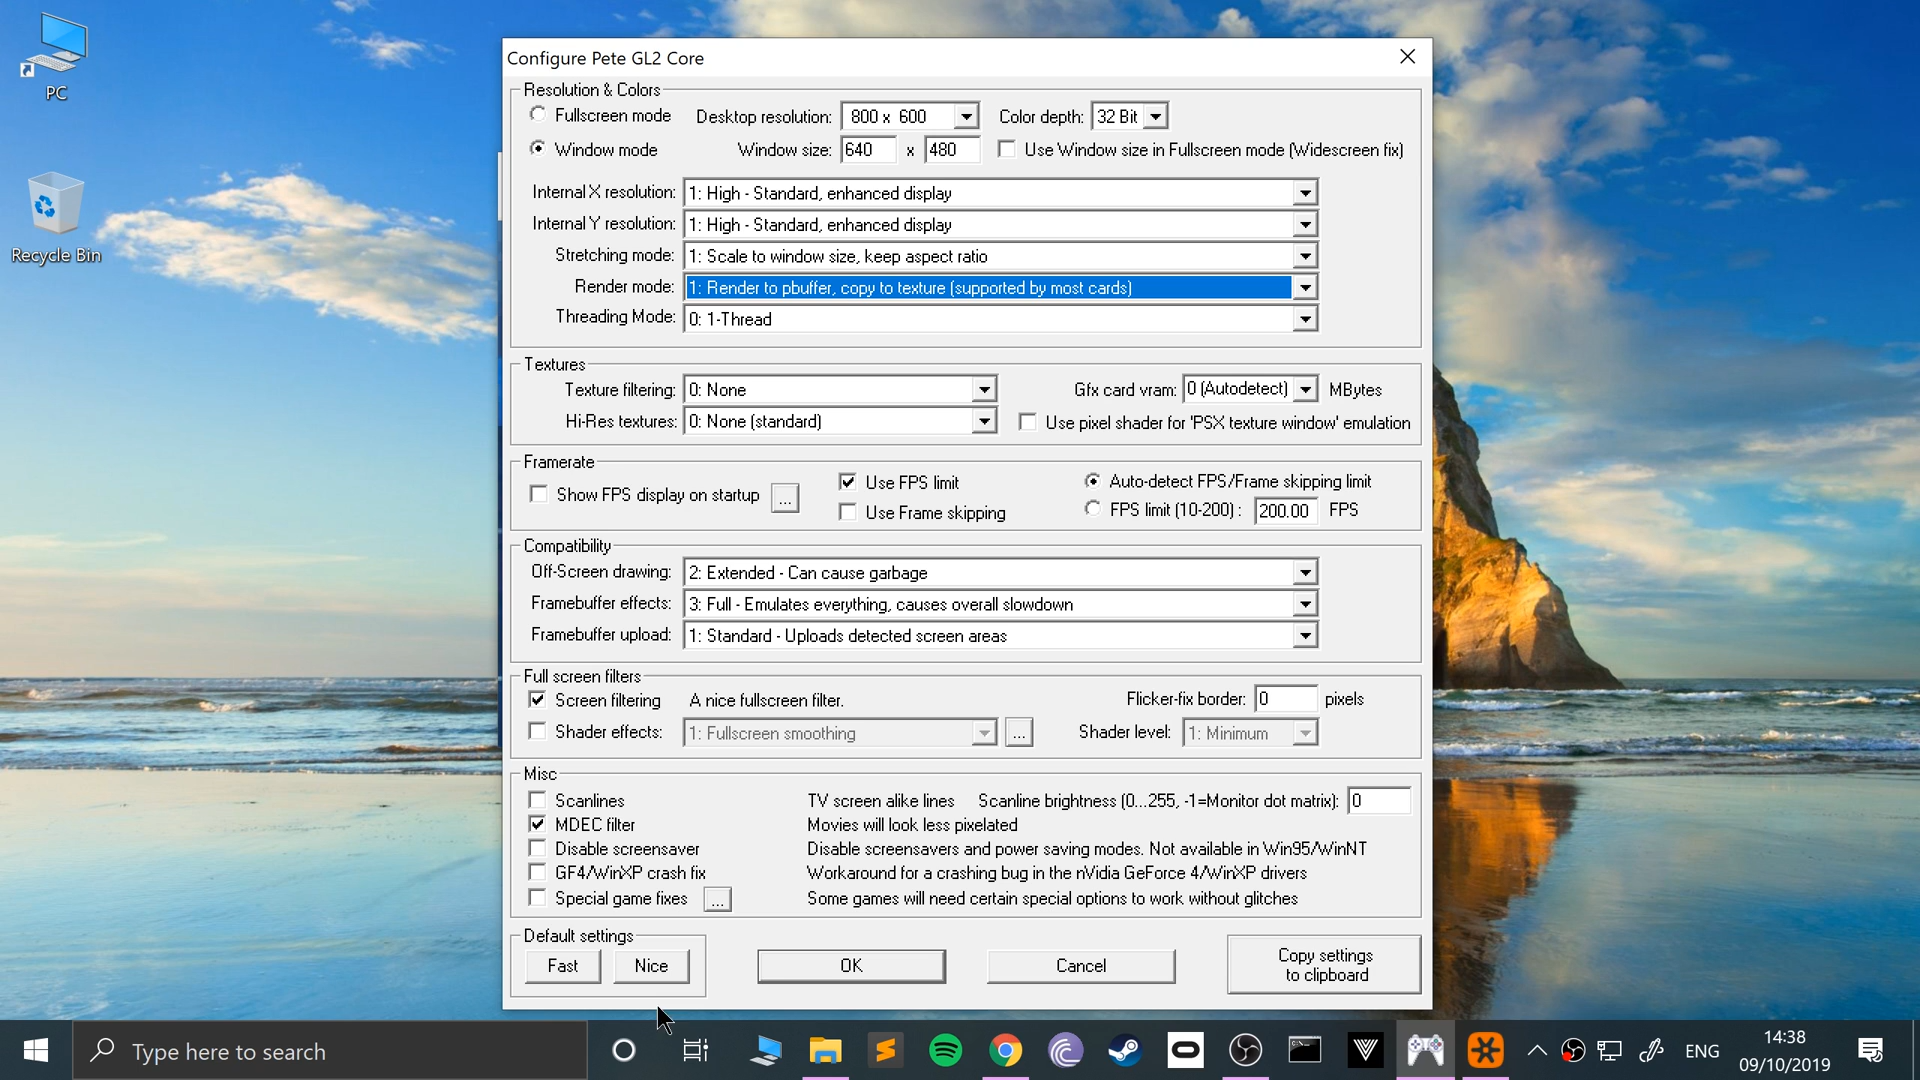 PC
Recycle Bin
Configure Pete GL2 Core
Resolution & Colors
Fullscreen mode Desktop resolution: 800 x 600 Color depth: 32 Bit
Window mode Window size: 640 x 480 Use Window size in Fullscreen mode (Widescreen fix)
Internal X resolution: 1: High - Standard, enhanced display
Internal Y resolution: 1: High - Standard, enhanced display
Stretching mode: 1: Scale to window size, keep aspect ratio
Render mode: 1: Render to pbuffer, copy to texture (supported by most cards)
Threading Mode: 0: 1-Thread
Textures
Texture filtering: 0: None Gfx card vram: 0 (Autodetect) MBytes
Hi-Res textures: 0: None (standard) Use pixel shader for 'PSX texture window' emulation
Framerate
Show FPS display on startup ... Use FPS limit Auto-detect FPS/Frame skipping limit
Use Frame skipping FPS limit (10-200) : 200.00 FPS
Compatibility
Off-Screen drawing: 2: Extended - Can cause garbage
Framebuffer effects: 3: Full - Emulates everything, causes overall slowdown
Framebuffer upload: 1: Standard - Uploads detected screen areas
Full screen filters
Screen filtering A nice fullscreen filter. Flicker-fix border: 0 pixels
Shader effects: 1: Fullscreen smoothing ... Shader level: 1: Minimum
Misc
Scanlines TV screen alike lines Scanline brightness (0...255, -1=Monitor dot matrix): 0
MDEC filter Movies will look less pixelated
Disable screensaver Disable screensavers and power saving modes. Not available in Win95/WinNT
GF4/WinXP crash fix Workaround for a crashing bug in the nVidia GeForce 4/WinXP drivers
Special game fixes ... Some games will need certain special options to work without glitches
Default settings
Fast Nice OK Cancel Copy settings
to clipboard
Type here to search ENG 14:38
09/10/2019